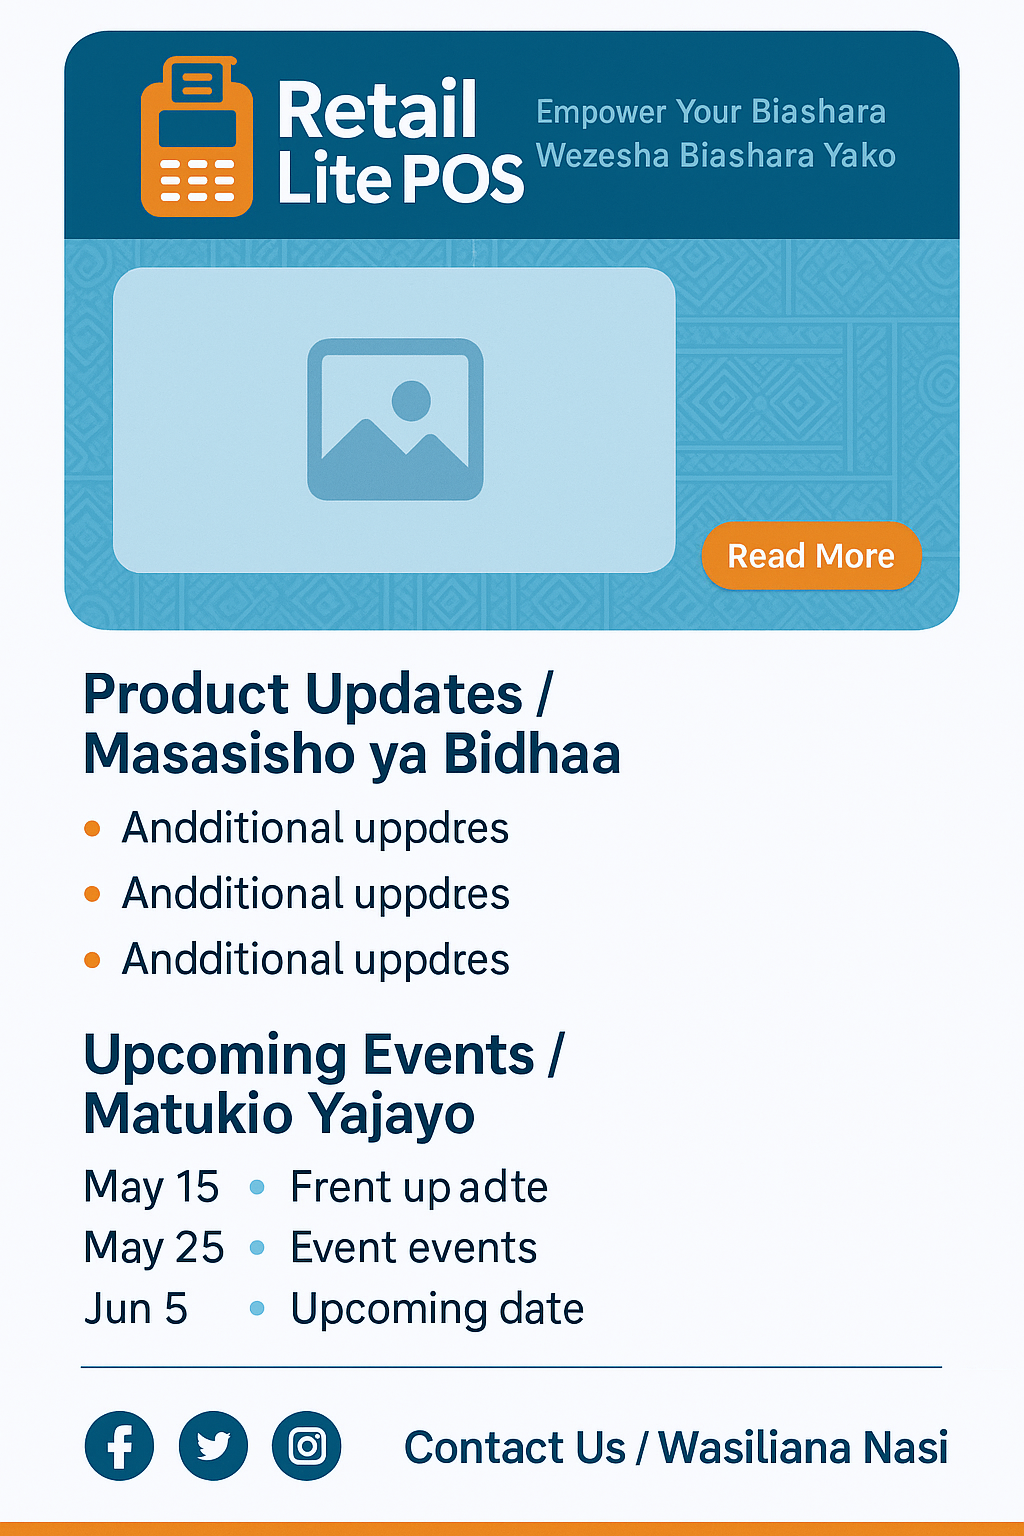 Retail
Lite POS
Empower Your Biashara
Wezesha Biashara Yako
Read More
Product Updates /
Masasisho ya Bidhaa
Andditional uppdres
Andditional uppdres
Andditional uppdres
Upcoming Events /
Matukio Yajayo
May 15 • Frent up adte
May 25 • Event events
Jun 5 • Upcoming date
Contact Us / Wasiliana Nasi